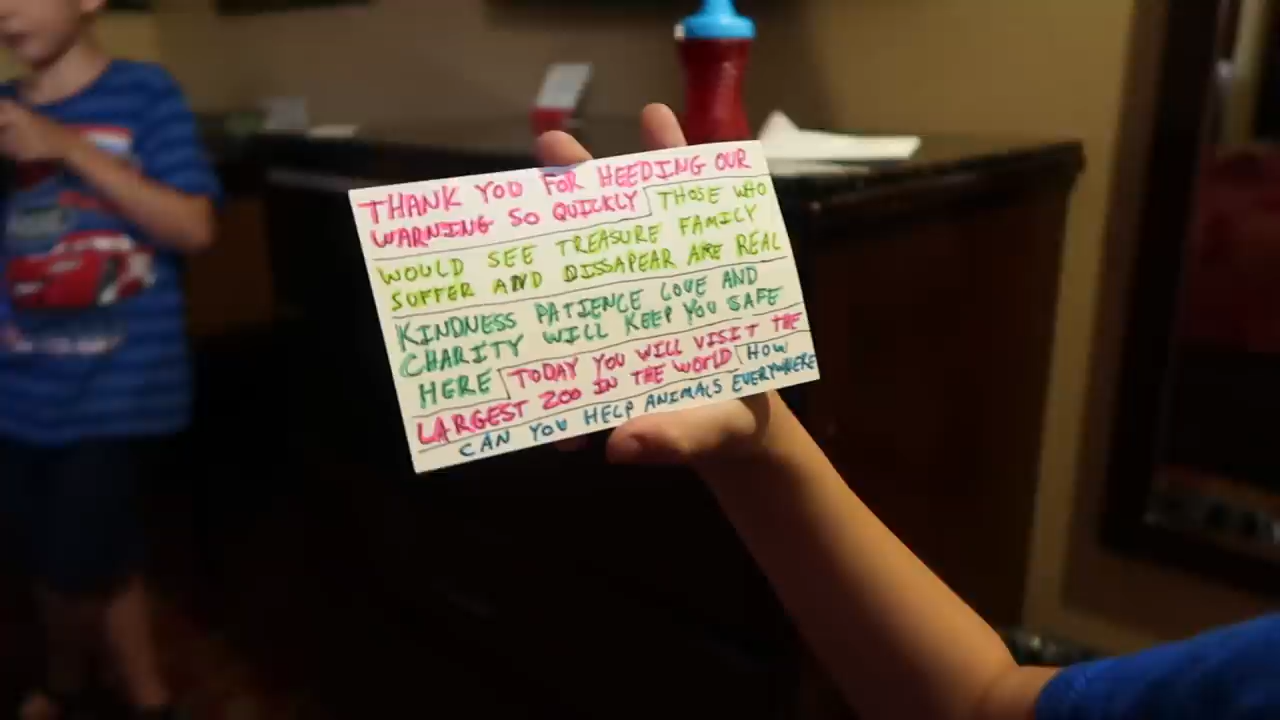 THANK YOU FOR HEEDING OUR
WARNING SO QUICKLY THOSE WHO
WOULD SEE TREASURE FAMILY
SUFFER AND DISSAPEAR ARE REAL
KINDNESS PATIENCE LOVE AND
CHARITY WILL KEEP YOU SAFE
HERE TODAY YOU WILL VISIT THE
LARGEST ZOO IN THE WORLD HOW
CAN YOU HELP ANIMALS EVERYWHERE